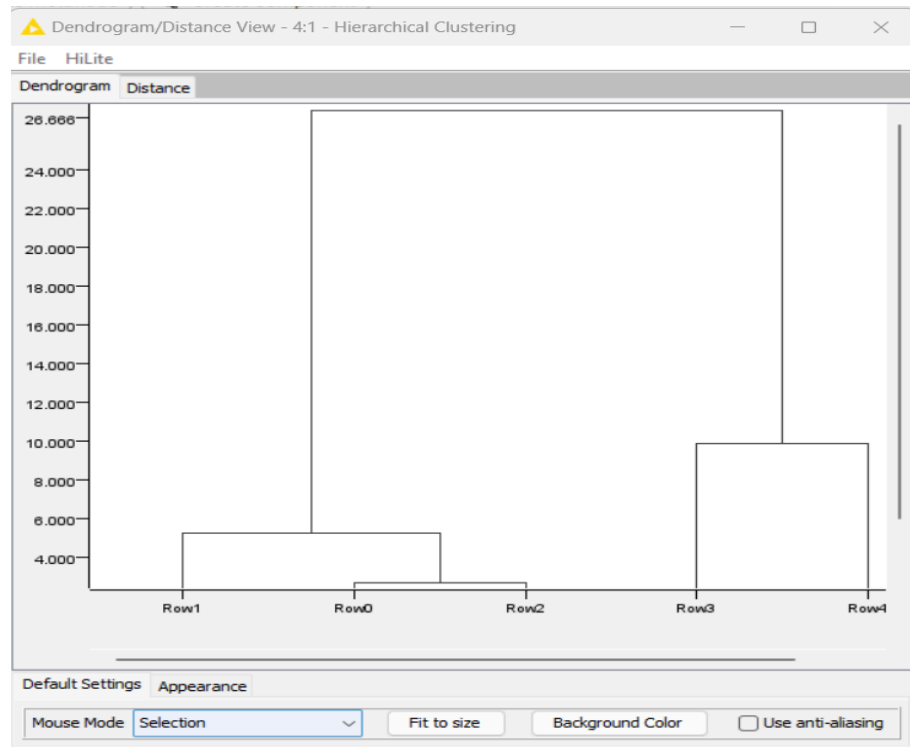 Dendrogram/Distance View - 4:1 - Hierarchical Clustering
File HiLite
Dendrogram Distance
26.666
24.000
22.000
20.000
18.000
16.000
14.000
12.000
10.000
8.000
6.000
4.000
Row1 Row0 Row2 Row3 Row4
Default Settings Appearance
Mouse Mode Selection Fit to size Background Color Use anti-aliasing